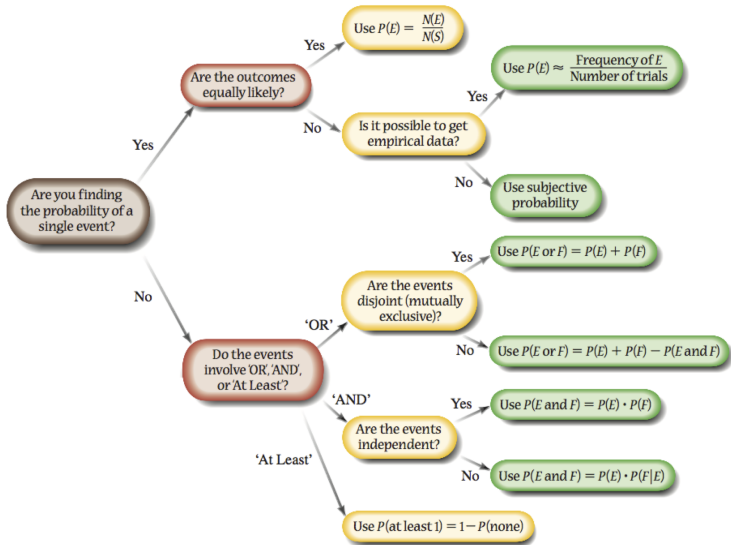 Use P(E) = N(E)/N(S)
Yes
Are the outcomes
equally likely?
Use P(E) ≈ Frequency of E/Number of trials
Yes
No
Is it possible to get
empirical data?
Yes
No
Use subjective
probability
Are you finding
the probability of a
single event?
Yes
Use P(E or F) = P(E) + P(F)
No
Are the events
disjoint (mutually
exclusive)?
'OR'
No
Use P(E or F) = P(E) + P(F) − P(E and F)
Do the events
involve 'OR', 'AND',
or 'At Least'?
'AND'
Yes
Use P(E and F) = P(E) · P(F)
Are the events
independent?
'At Least'
No
Use P(E and F) = P(E) · P(F|E)
Use P(at least 1) = 1− P(none)